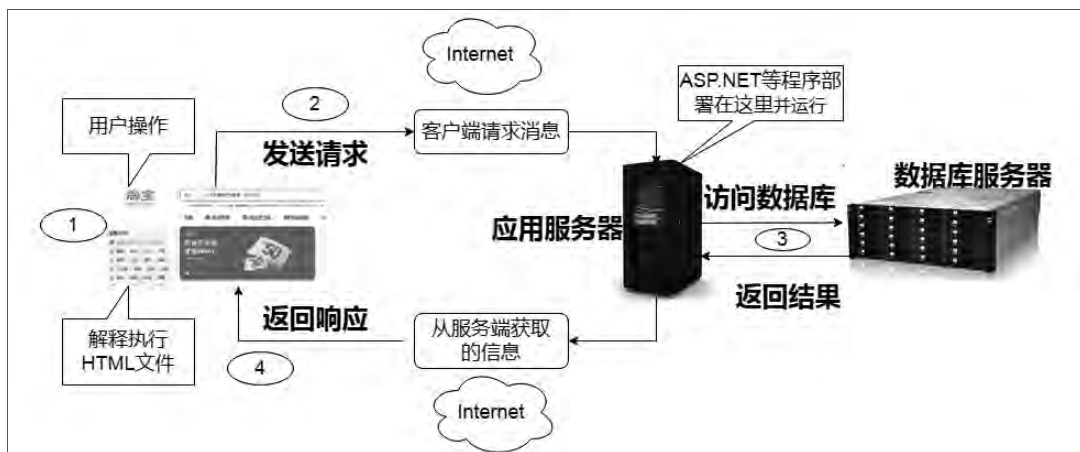 Internet
ASP.NET等程序部
署在这里并运行
2
用户操作
客户端请求消息
发送请求
数据库服务器
访问数据库
1
应用服务器
3
返回结果
返回响应
解释执行
HTML文件
从服务端获取
的信息
4
Internet